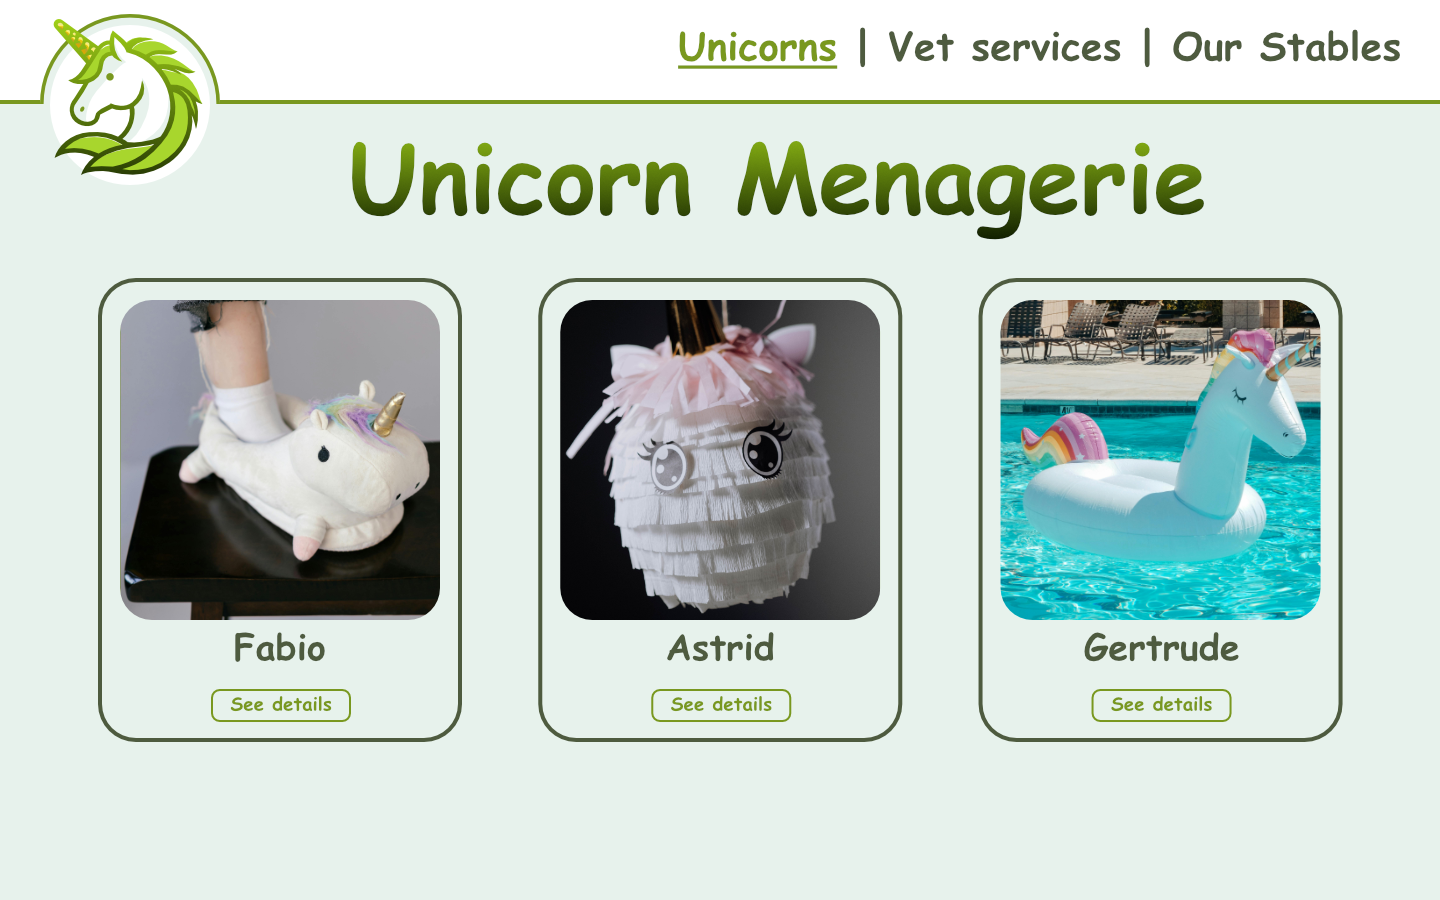 Unicorns | Vet services | Our Stables
Unicorn Menagerie
Fabio
See details
Astrid
See details
Gertrude
See details